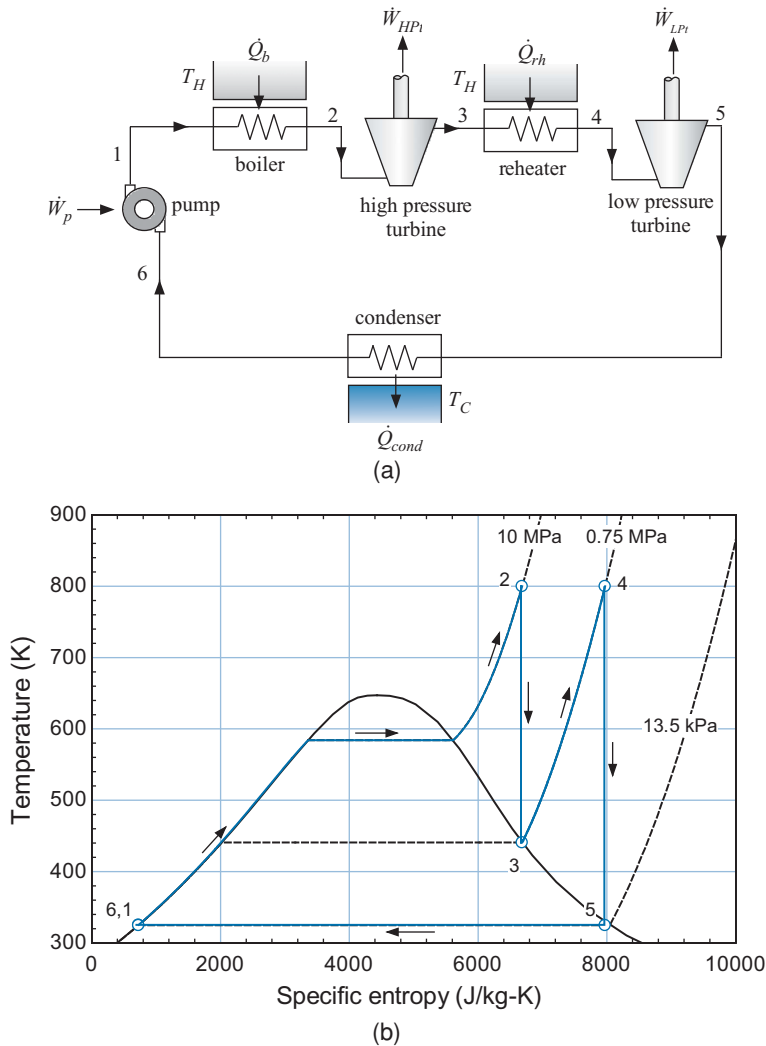 Ẇ_HPt
Ẇ_LPt
Q̇_b
Q̇_rh
T_H
T_H
2
3
4
5
1
boiler
reheater
Ẇ_p
pump
high pressure
turbine
low pressure
turbine
6
condenser
T_C
Q̇_cond
(a)
900
10 MPa
0.75 MPa
800
2
4
700
13.5 kPa
600
500
400
3
6,1
5
300
Temperature (K)
0
2000
4000
6000
8000
10000
Specific entropy (J/kg-K)
(b)